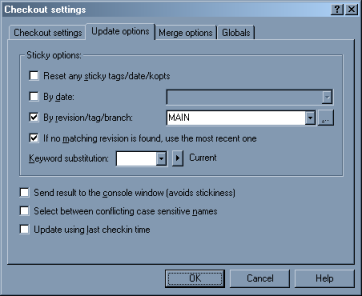 Checkout settings
Checkout settings Update options Merge options Globals
Sticky options:
Reset any sticky tags/date/kopts
By date:
By revision/tag/branch: MAIN ...
If no matching revision is found, use the most recent one
Keyword substitution: Current
Send result to the console window (avoids stickiness)
Select between conflicting case sensitive names
Update using last checkin time
OK Cancel Help